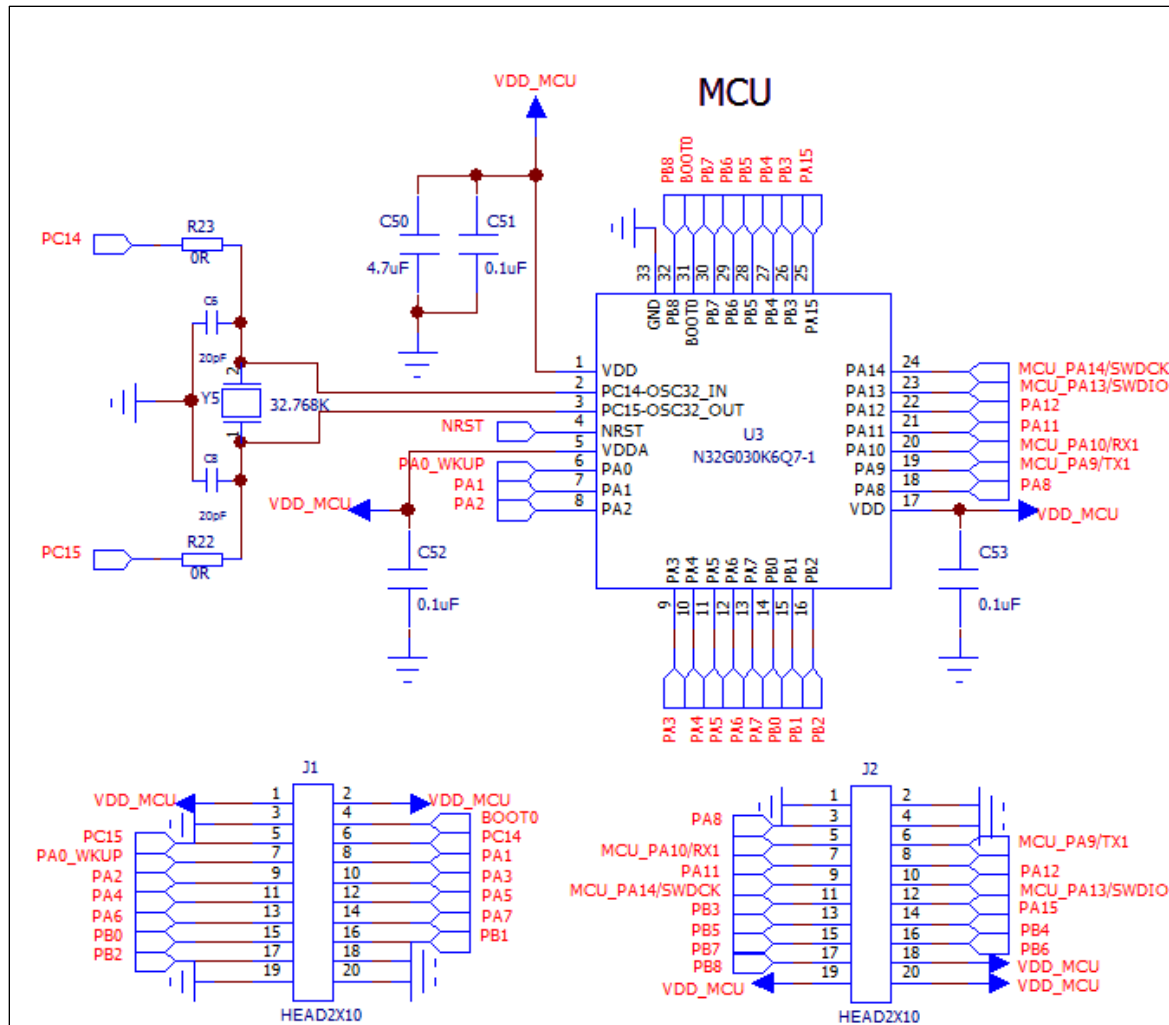 MCU
VDD_MCU
C50
4.7uF
C51
0.1uF
PC14
R23
0R
C6
20pF
2
Y5
32.768K
1
C8
20pF
PC15
R22
0R
PB8
BOOT0
PB7
PB6
PB5
PB4
PB3
PA15
33
32
31
30
29
28
27
26
25
GND
PB8
BOOT0
PB7
PB6
PB5
PB4
PB3
PA15
1 VDD
2 PC14-OSC32_IN
3 PC15-OSC32_OUT
NRST 4 NRST
5 VDDA
PA0_WKUP 6 PA0
PA1 7 PA1
PA2 8 PA2
U3
N32G030K6Q7-1
PA14 24 MCU_PA14/SWDCK
PA13 23 MCU_PA13/SWDIO
PA12 22 PA12
PA11 21 PA11
PA10 20 MCU_PA10/RX1
PA9 19 MCU_PA9/TX1
PA8 18 PA8
VDD 17 VDD_MCU
VDD_MCU
C52
0.1uF
C53
0.1uF
PA3
PA4
PA5
PA6
PA7
PB0
PB1
PB2
9
10
11
12
13
14
15
16
PA3
PA4
PA5
PA6
PA7
PB0
PB1
PB2
J1
VDD_MCU 1 2 VDD_MCU
3 4 BOOT0
PC15 5 6 PC14
PA0_WKUP 7 8 PA1
PA2 9 10 PA3
PA4 11 12 PA5
PA6 13 14 PA7
PB0 15 16 PB1
PB2 17 18
19 20
HEAD2X10
J2
1 2
PA8 3 4
5 6 MCU_PA9/TX1
MCU_PA10/RX1 7 8
PA11 9 10 PA12
MCU_PA14/SWDCK 11 12 MCU_PA13/SWDIO
PB3 13 14 PA15
PB5 15 16 PB4
PB7 17 18 PB6
PB8 VDD_MCU
VDD_MCU 19 20 VDD_MCU
HEAD2X10